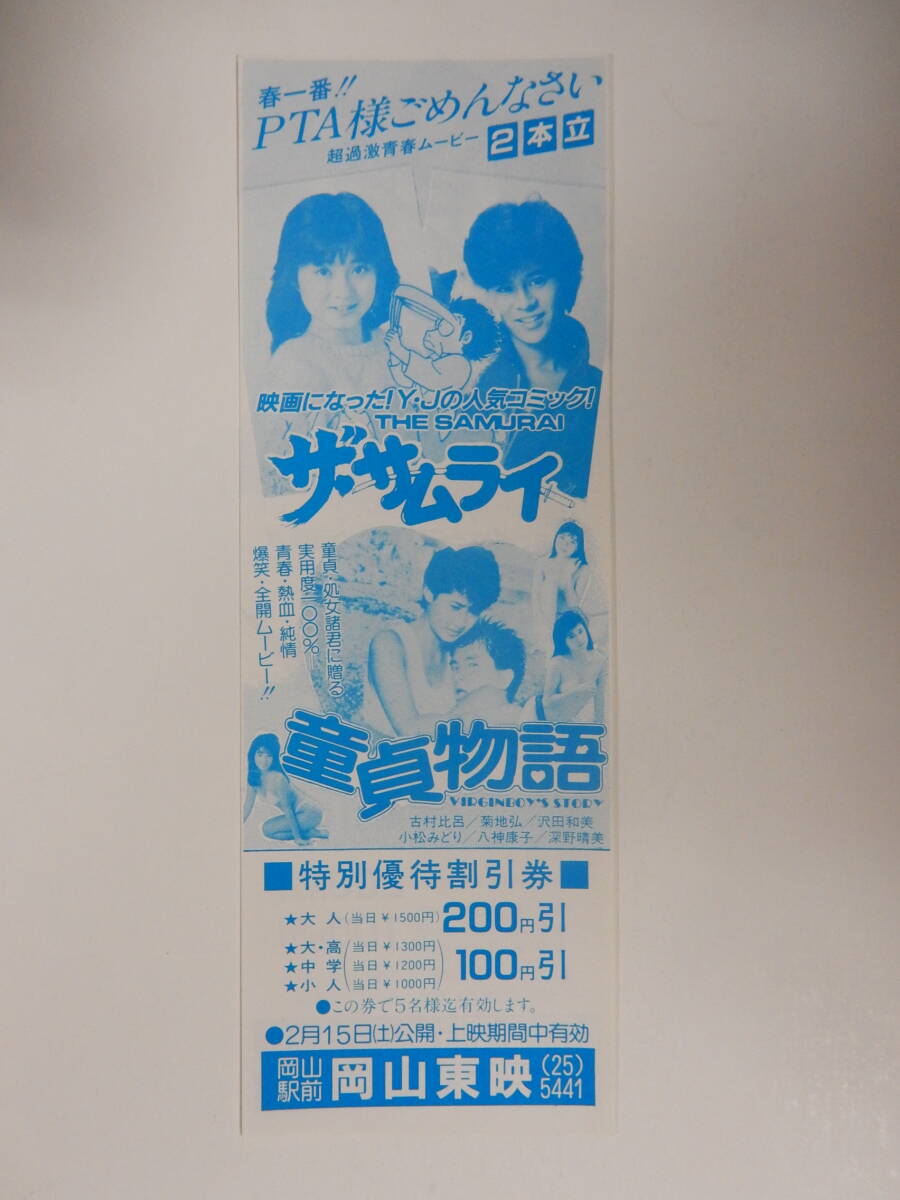 春一番!!
PTA様ごめんなさい
超過激青春ムービー 2本立
映画になった!Y・Jの人気コミック!
THE SAMURAI
ザ・サムライ
童貞・処女諸君に贈る
実用度一〇〇%
青春・熱血・純情
爆笑・全開ムービー!!
童貞物語
VIRGINBOY'S STORY
古村比呂/菊地弘/沢田和美
小松みどり/八神康子/深野晴美
■特別優待割引券■
★大人(当日¥1500円)200円引
★大・高(当日¥1300円)
★中学(当日¥1200円)100円引
★小人(当日¥1000円)
●この券で5名様迄有効します。
●2月15日(土)公開・上映期間中有効
岡山駅前 岡山東映 (25)5441